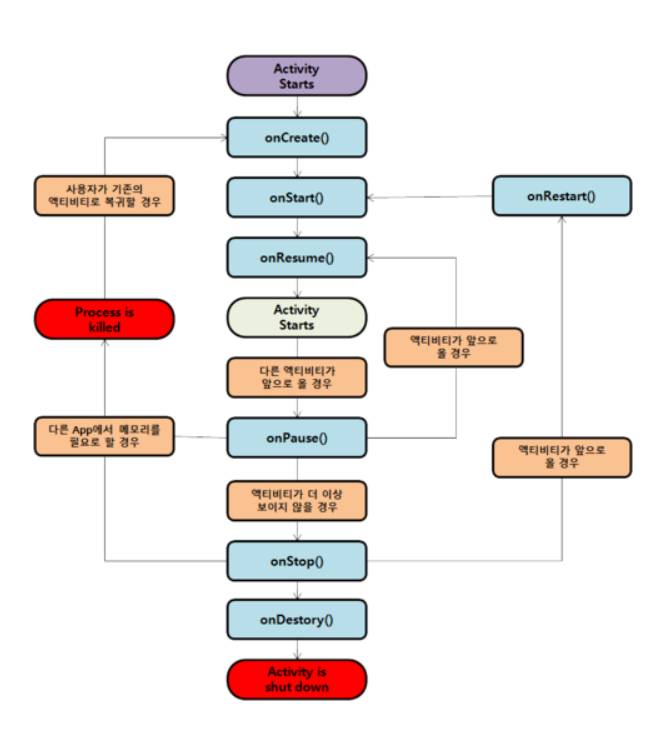 Activity
Starts
onCreate()
사용자가 기존의
액티비티로 복귀할 경우
onStart()
onRestart()
onResume()
Process is
killed
Activity
Starts
액티비티가 앞으로
올 경우
다른 액티비티가
앞으로 올 경우
다른 App에서 메모리를
필요로 할 경우
onPause()
액티비티가 앞으로
올 경우
액티비티가 더 이상
보이지 않을 경우
onStop()
onDestory()
Activity is
shut down